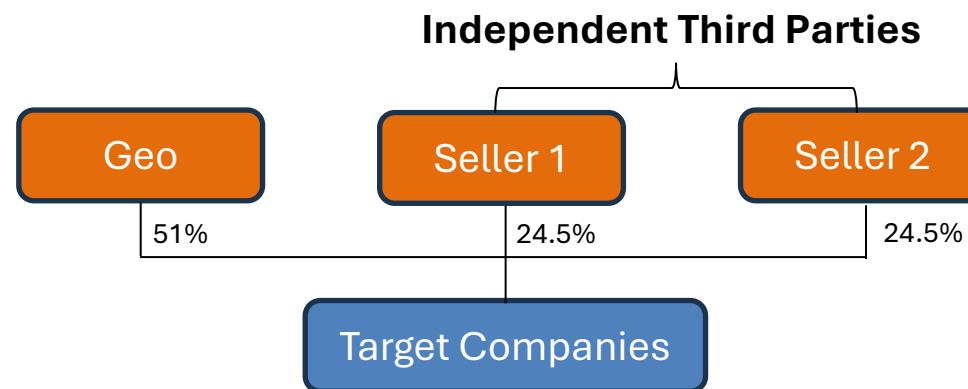 Independent Third Parties
Geo
Seller 1
Seller 2
51%
24.5%
24.5%
Target Companies